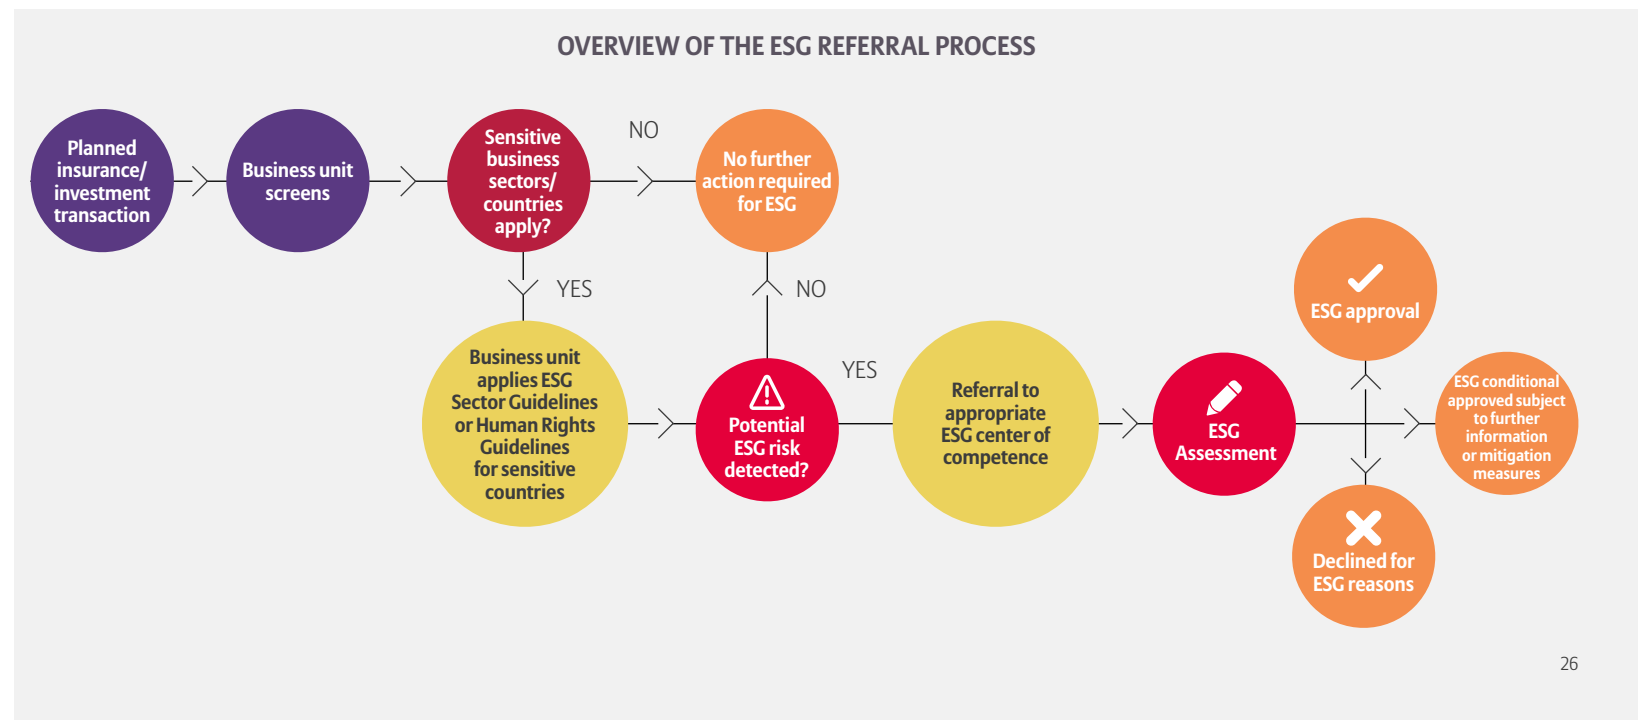 OVERVIEW OF THE ESG REFERRAL PROCESS
Planned
insurance/
investment
transaction
Business unit
screens
Sensitive
business
sectors/
countries
apply?
NO
No further
action required
for ESG
YES
NO
Business unit
applies ESG
Sector Guidelines
or Human Rights
Guidelines
for sensitive
countries
Potential
ESG risk
detected?
YES
Referral to
appropriate
ESG center of
competence
ESG
Assessment
ESG approval
ESG conditional
approved subject
to further
information
or mitigation
measures
Declined for
ESG reasons
26